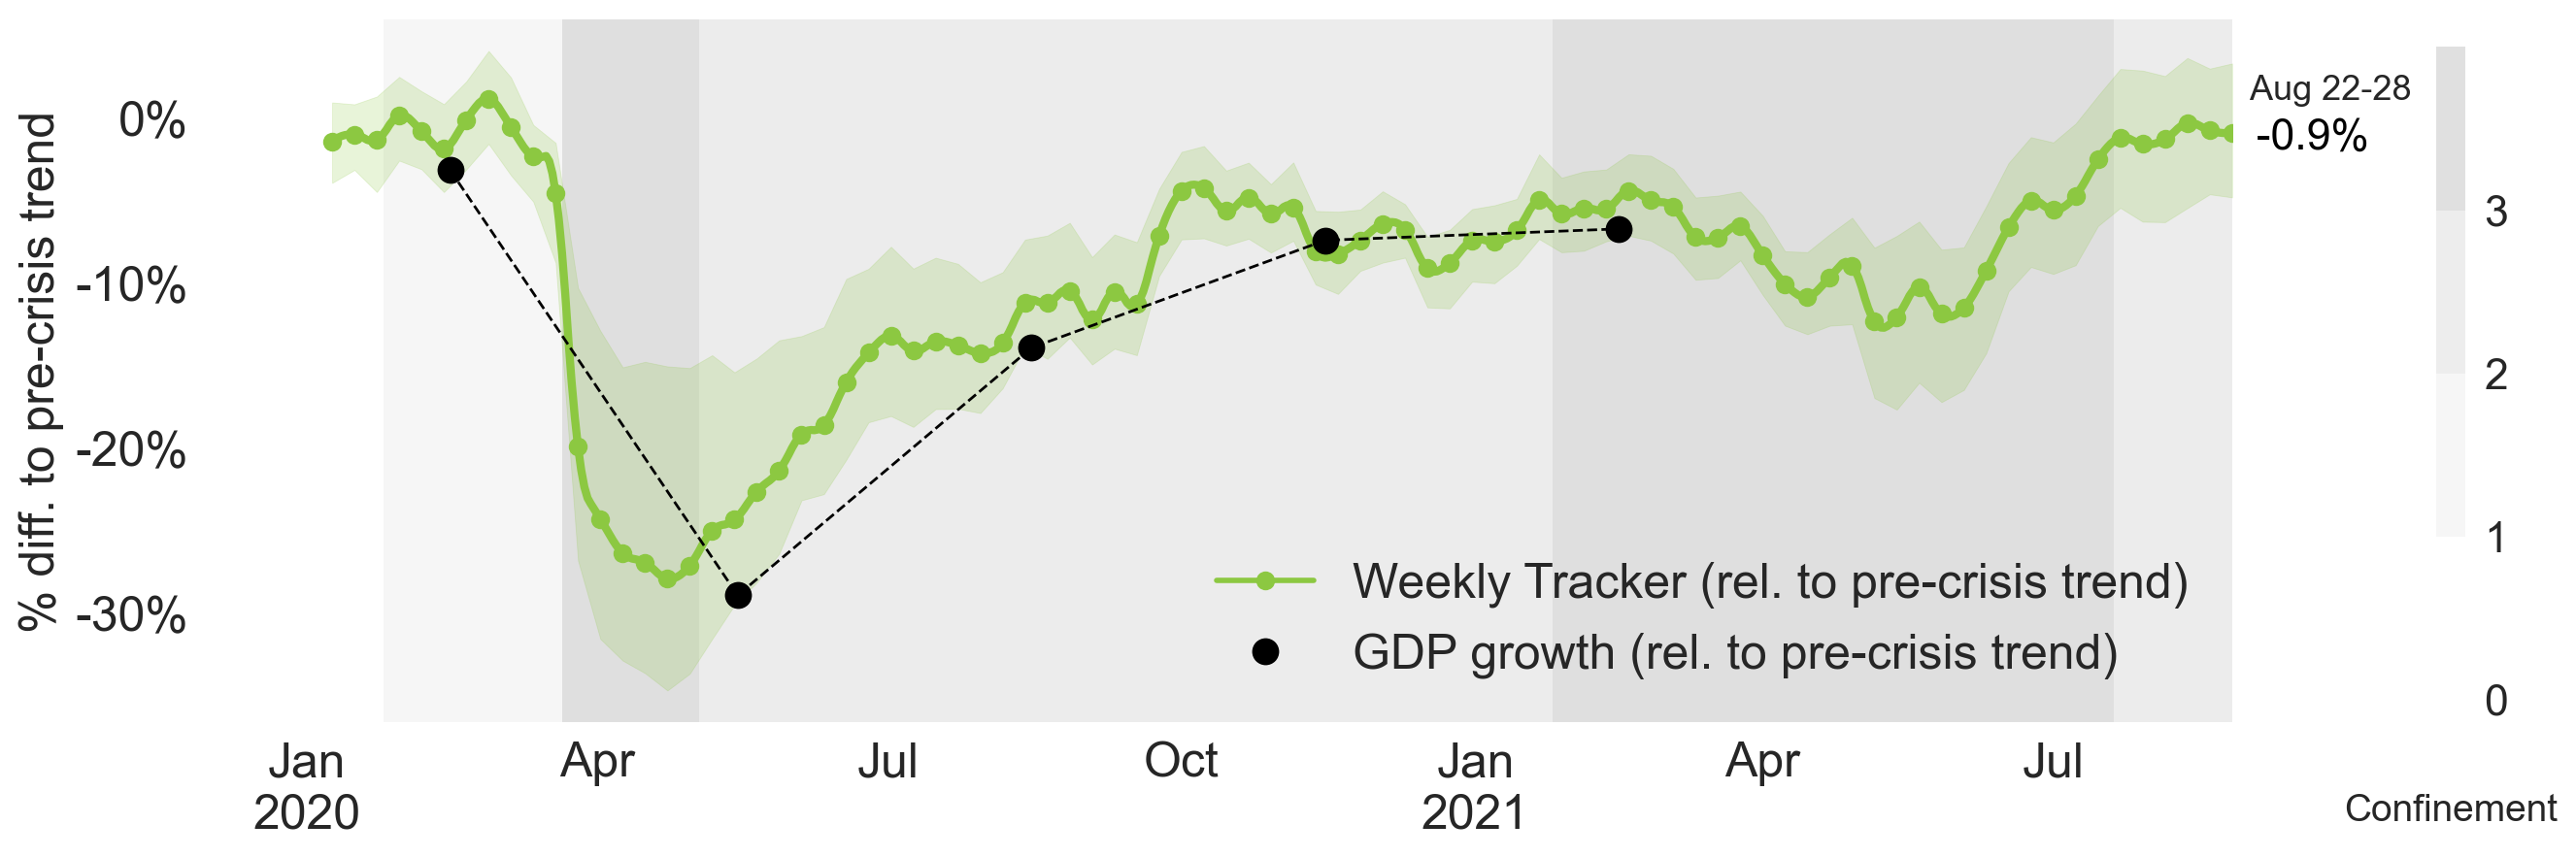 % diff. to pre-crisis trend
0%
-10%
-20%
-30%
Aug 22-28
-0.9%
3
2
1
0
Confinement
Weekly Tracker (rel. to pre-crisis trend)
GDP growth (rel. to pre-crisis trend)
Jan
2020
Apr
Jul
Oct
Jan
2021
Apr
Jul